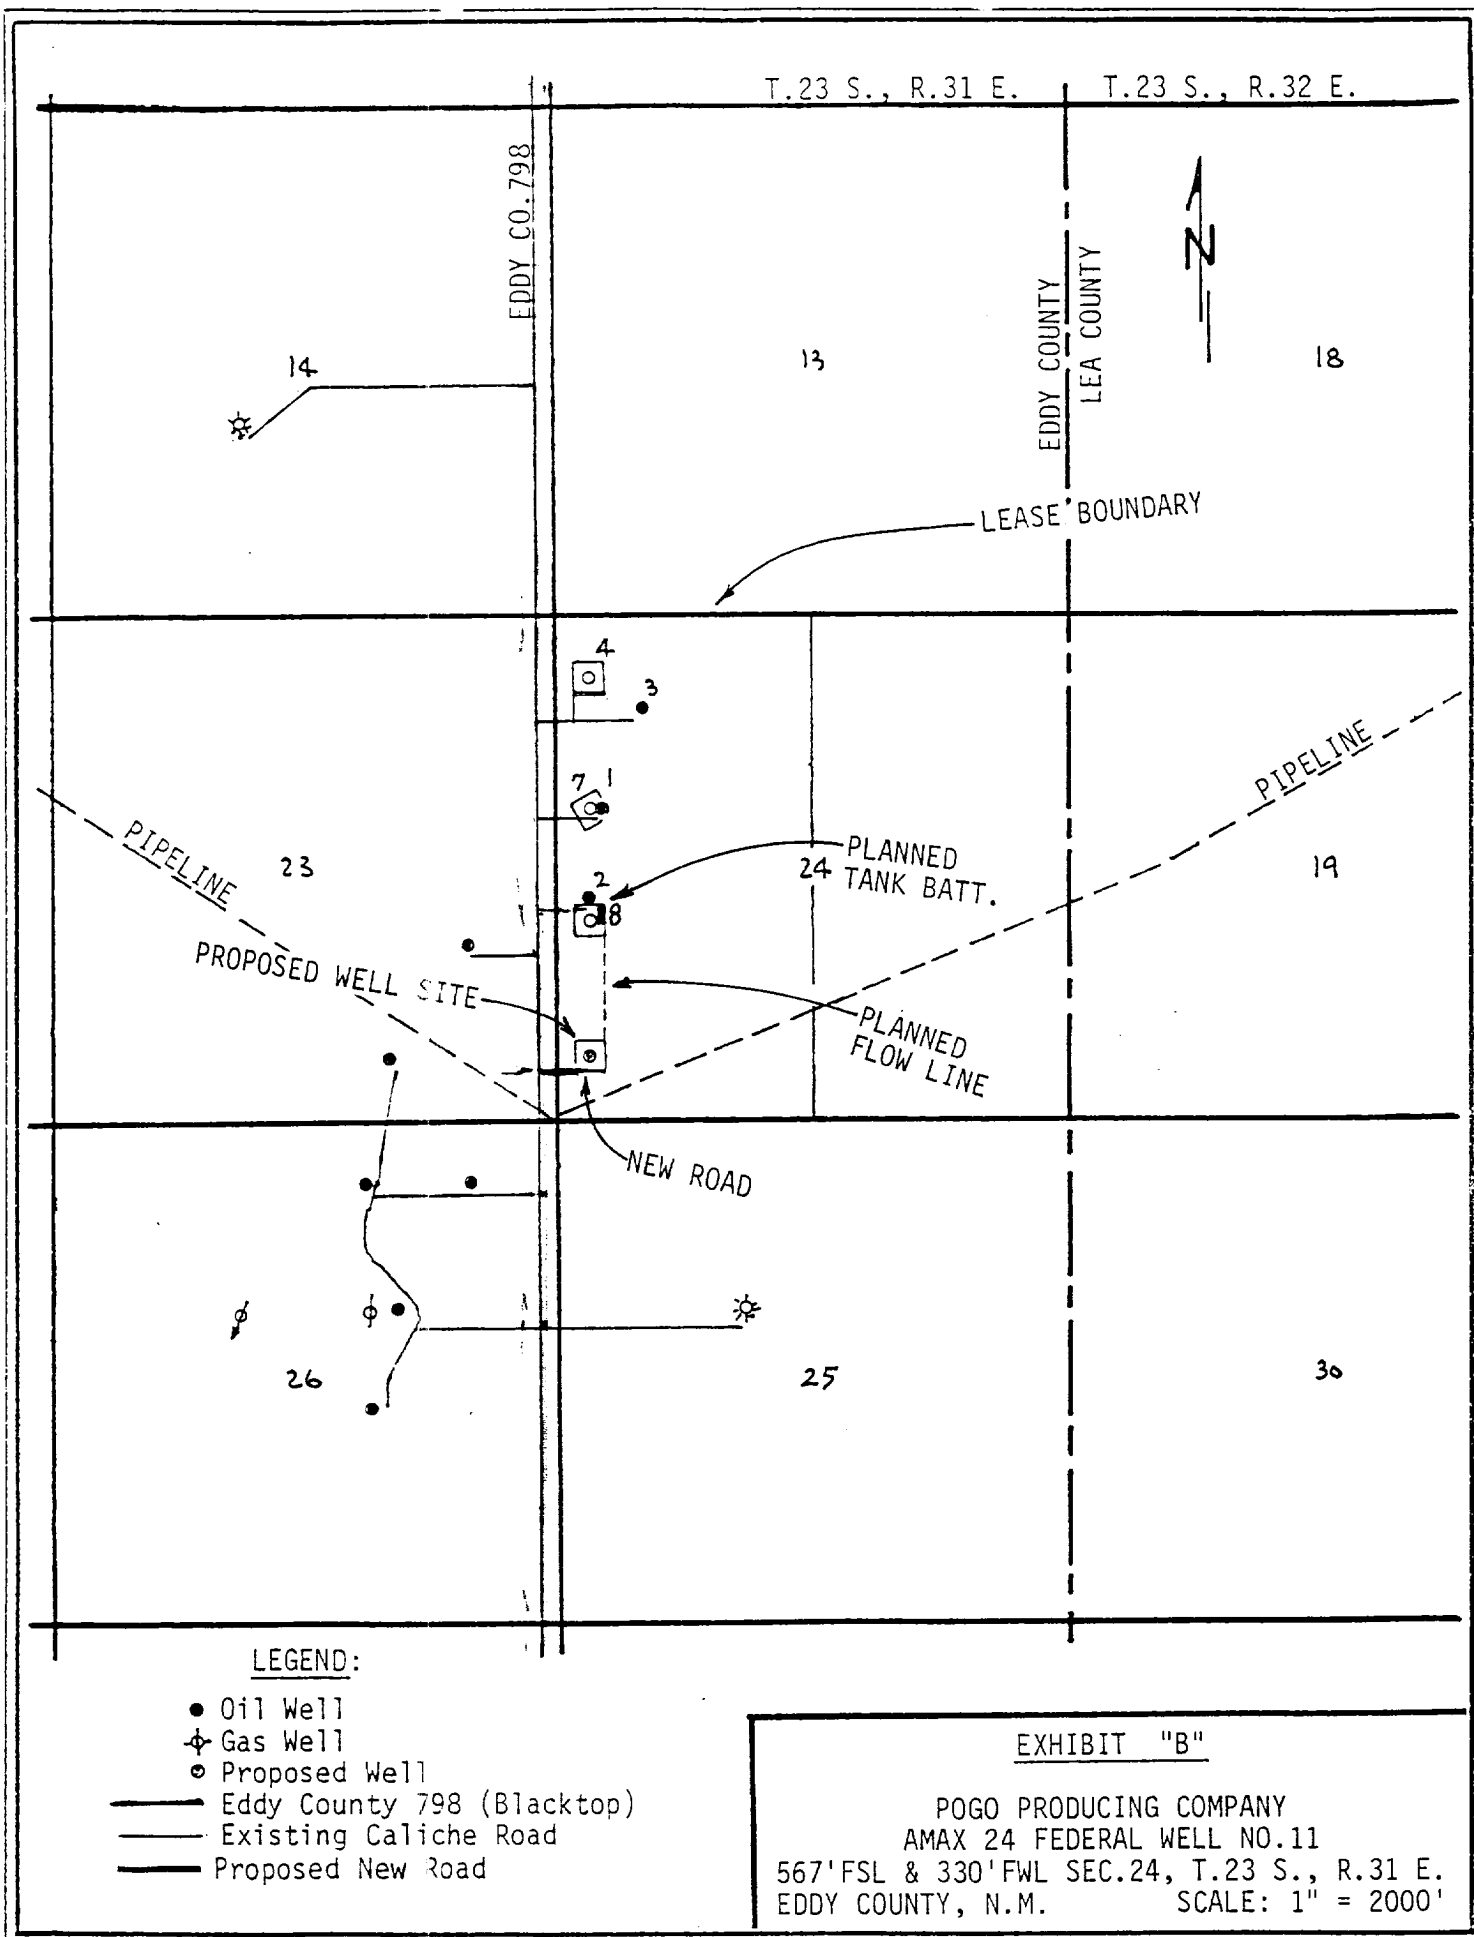 T.23 S., R.31 E.
T.23 S., R.32 E.
EDDY CO.798
N
EDDY COUNTY
LEA COUNTY
14
13
18
LEASE BOUNDARY
4
3
7
1
PIPELINE
PIPELINE
23
2
8
24
PLANNED
TANK BATT.
19
PROPOSED WELL SITE
PLANNED
FLOW LINE
NEW ROAD
26
25
30
LEGEND:
Oil Well
Gas Well
Proposed Well
Eddy County 798 (Blacktop)
Existing Caliche Road
Proposed New Road
EXHIBIT "B"
POGO PRODUCING COMPANY
AMAX 24 FEDERAL WELL NO.11
567'FSL & 330'FWL SEC.24, T.23 S., R.31 E.
EDDY COUNTY, N.M. SCALE: 1" = 2000'